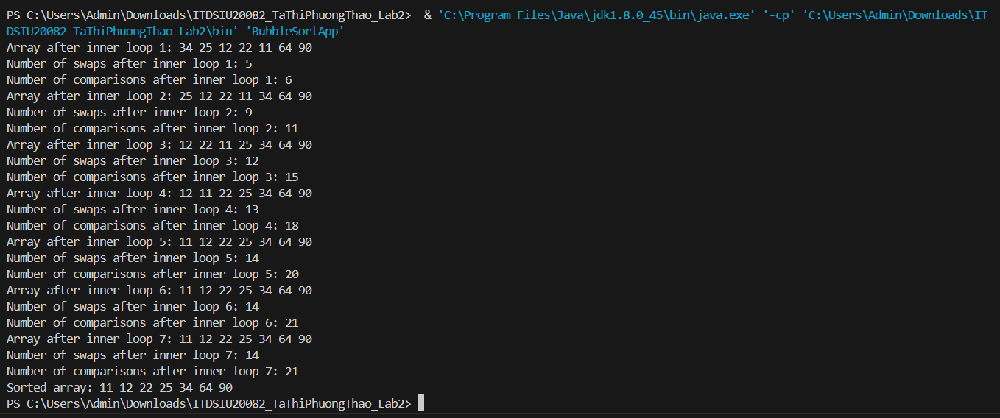 PS C:\Users\Admin\Downloads\ITDSIU20082_TaThiPhuongThao_Lab2>  & 'C:\Program Files\Java\jdk1.8.0_45\bin\java.exe' '-cp' 'C:\Users\Admin\Downloads\IT
DSIU20082_TaThiPhuongThao_Lab2\bin' 'BubbleSortApp'
Array after inner loop 1: 34 25 12 22 11 64 90
Number of swaps after inner loop 1: 5
Number of comparisons after inner loop 1: 6
Array after inner loop 2: 25 12 22 11 34 64 90
Number of swaps after inner loop 2: 9
Number of comparisons after inner loop 2: 11
Array after inner loop 3: 12 22 11 25 34 64 90
Number of swaps after inner loop 3: 12
Number of comparisons after inner loop 3: 15
Array after inner loop 4: 12 11 22 25 34 64 90
Number of swaps after inner loop 4: 13
Number of comparisons after inner loop 4: 18
Array after inner loop 5: 11 12 22 25 34 64 90
Number of swaps after inner loop 5: 14
Number of comparisons after inner loop 5: 20
Array after inner loop 6: 11 12 22 25 34 64 90
Number of swaps after inner loop 6: 14
Number of comparisons after inner loop 6: 21
Array after inner loop 7: 11 12 22 25 34 64 90
Number of swaps after inner loop 7: 14
Number of comparisons after inner loop 7: 21
Sorted array: 11 12 22 25 34 64 90
PS C:\Users\Admin\Downloads\ITDSIU20082_TaThiPhuongThao_Lab2>